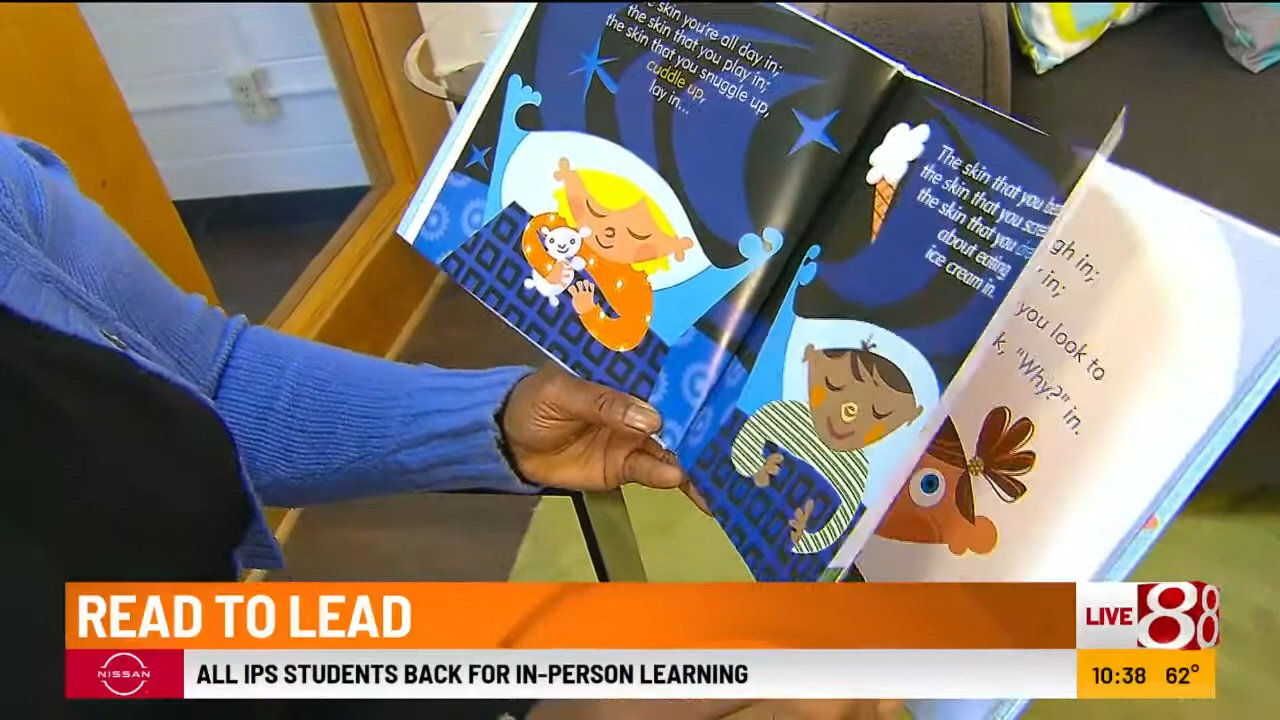 skin you're all day in;
the skin that you play in;
the skin that you snuggle up,
cuddle up,
lay in...
The skin that you
the skin that you
the skin that you
about eating
ice cream in.
in;
in;
you look to
"Why?" in.
READ TO LEAD
LIVE 8
NISSAN
ALL IPS STUDENTS BACK FOR IN-PERSON LEARNING
10:38 62°